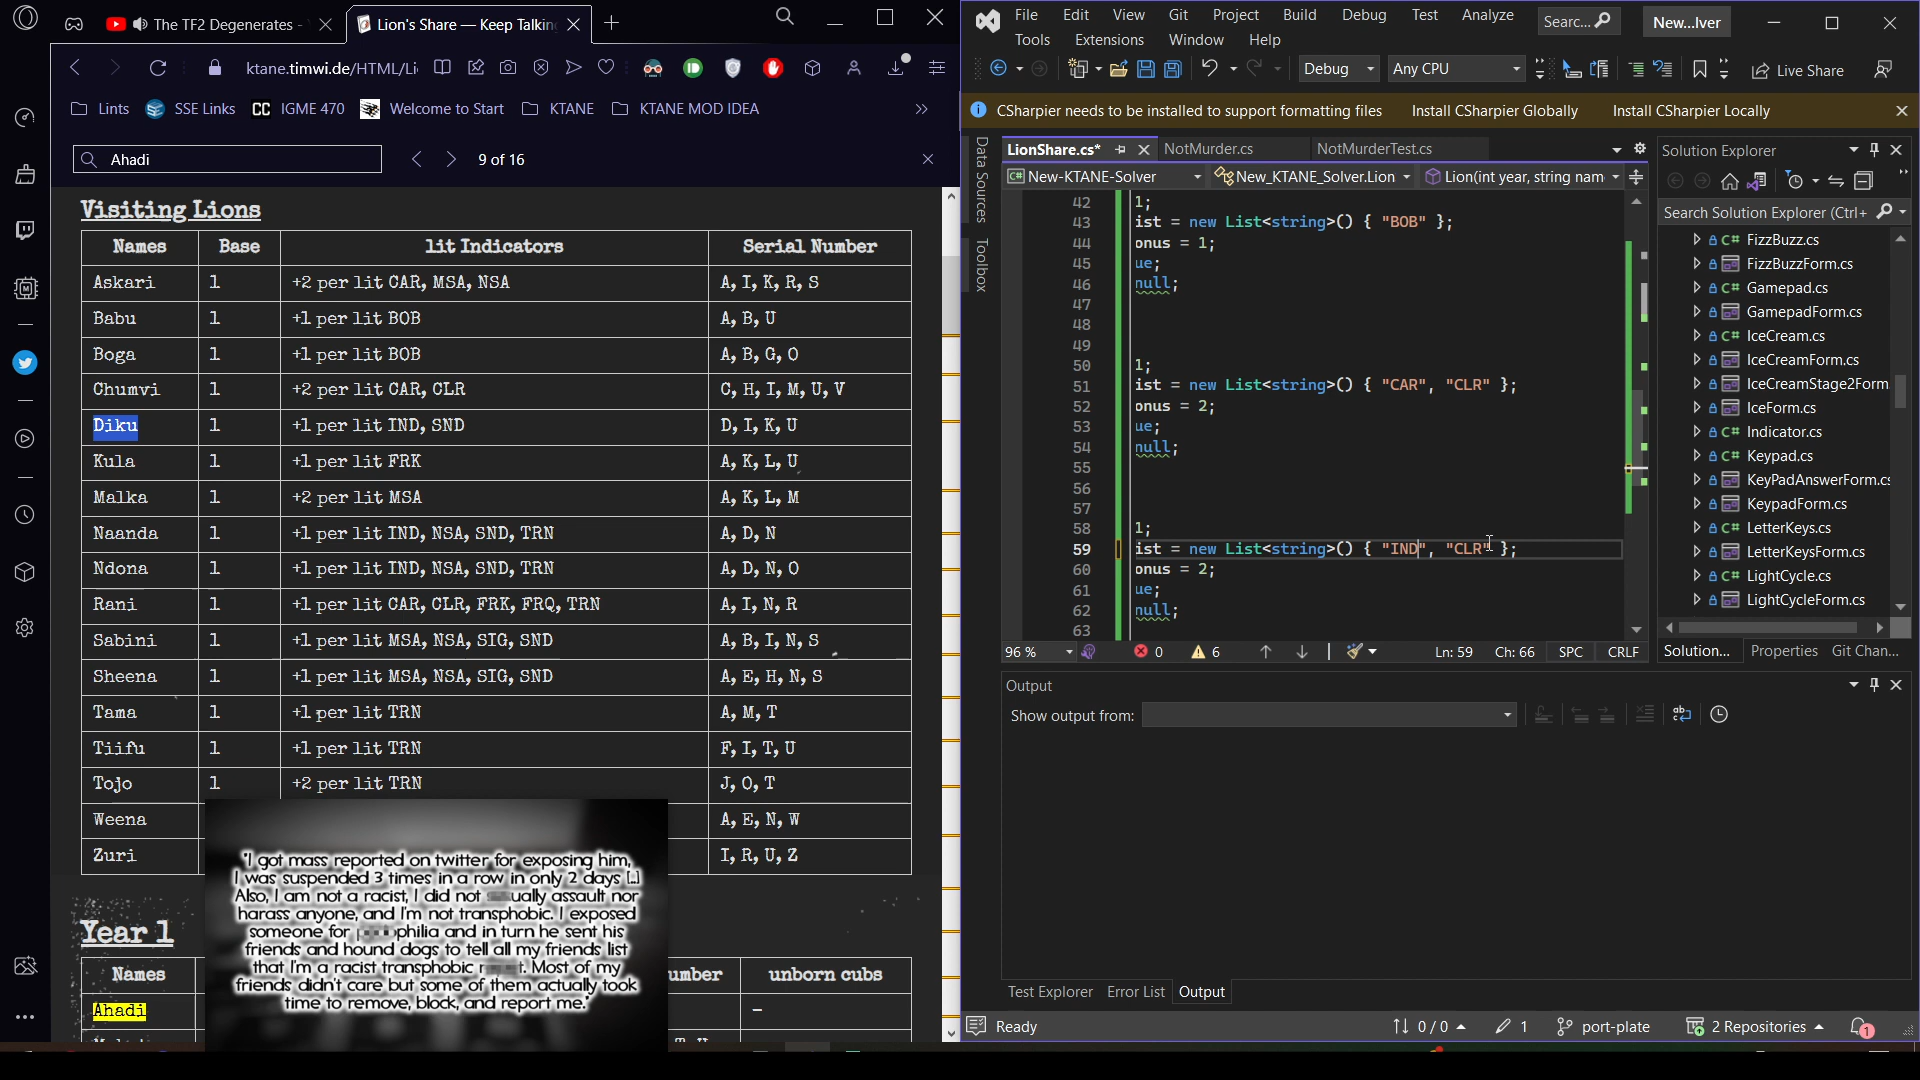 The TF2 Degenerates -
Lion's Share — Keep Talkin
ktane.timwi.de/HTML/Li
Lints
SSE Links
CC IGME 470
Welcome to Start
KTANE
KTANE MOD IDEA
Ahadi
9 of 16
Visiting Lions
Names Base lit Indicators Serial Number
Askari 1 +2 per lit CAR, MSA, NSA A, I, K, R, S
Babu 1 +1 per lit BOB A, B, U
Boga 1 +1 per lit BOB A, B, G, O
Chumvi 1 +2 per lit CAR, CLR C, H, I, M, U, V
Diku 1 +1 per lit IND, SND D, I, K, U
Kula 1 +1 per lit FRK A, K, L, U
Malka 1 +2 per lit MSA A, K, L, M
Naanda 1 +1 per lit IND, NSA, SND, TRN A, D, N
Ndona 1 +1 per lit IND, NSA, SND, TRN A, D, N, O
Rani 1 +1 per lit CAR, CLR, FRK, FRQ, TRN A, I, N, R
Sabini 1 +1 per lit MSA, NSA, SIG, SND A, B, I, N, S
Sheena 1 +1 per lit MSA, NSA, SIG, SND A, E, H, N, S
Tama 1 +1 per lit TRN A, M, T
Tiifu 1 +1 per lit TRN F, I, T, U
Tojo 1 +2 per lit TRN J, O, T
Weena A, E, N, W
Zuri I, R, U, Z
Year 1
Names umber unborn cubs
Ahadi –
"I got mass reported on twitter for exposing him,
I was suspended 3 times in a row in only 2 days [..]
Also, I am not a racist, I did not ually assault nor
harass anyone, and I'm not transphobic. I exposed
someone for p philia and in turn he sent his
friends and hound dogs to tell all my friends list
that I'm a racist transphobic r t. Most of my
friends didn't care but some of them actually took
time to remove, block, and report me."
File Edit View Git Project Build Debug Test Analyze
Tools Extensions Window Help
Searc...
New...lver
Debug
Any CPU
Live Share
CSharpier needs to be installed to support formatting files Install CSharpier Globally Install CSharpier Locally
Data Sources
Toolbox
LionShare.cs* NotMurder.cs NotMurderTest.cs
New-KTANE-Solver New_KTANE_Solver.Lion Lion(int year, string nam
42 1;
43 ist = new List<string>() { "BOB" };
44 onus = 1;
45 ue;
46 null;
47
48
49
50 1;
51 ist = new List<string>() { "CAR", "CLR" };
52 onus = 2;
53 ue;
54 null;
55
56
57
58 1;
59 ist = new List<string>() { "IND", "CLR" };
60 onus = 2;
61 ue;
62 null;
63
96 % 0 6 Ln: 59 Ch: 66 SPC CRLF
Solution Explorer
Search Solution Explorer (Ctrl+
C# FizzBuzz.cs
FizzBuzzForm.cs
C# Gamepad.cs
GamepadForm.cs
C# IceCream.cs
IceCreamForm.cs
IceCreamStage2Form
IceForm.cs
C# Indicator.cs
C# Keypad.cs
KeyPadAnswerForm.cs
KeypadForm.cs
C# LetterKeys.cs
LetterKeysForm.cs
C# LightCycle.cs
LightCycleForm.cs
Solution... Properties Git Chan...
Output
Show output from:
Test Explorer Error List Output
Ready
0 / 0 1 port-plate 2 Repositories 1